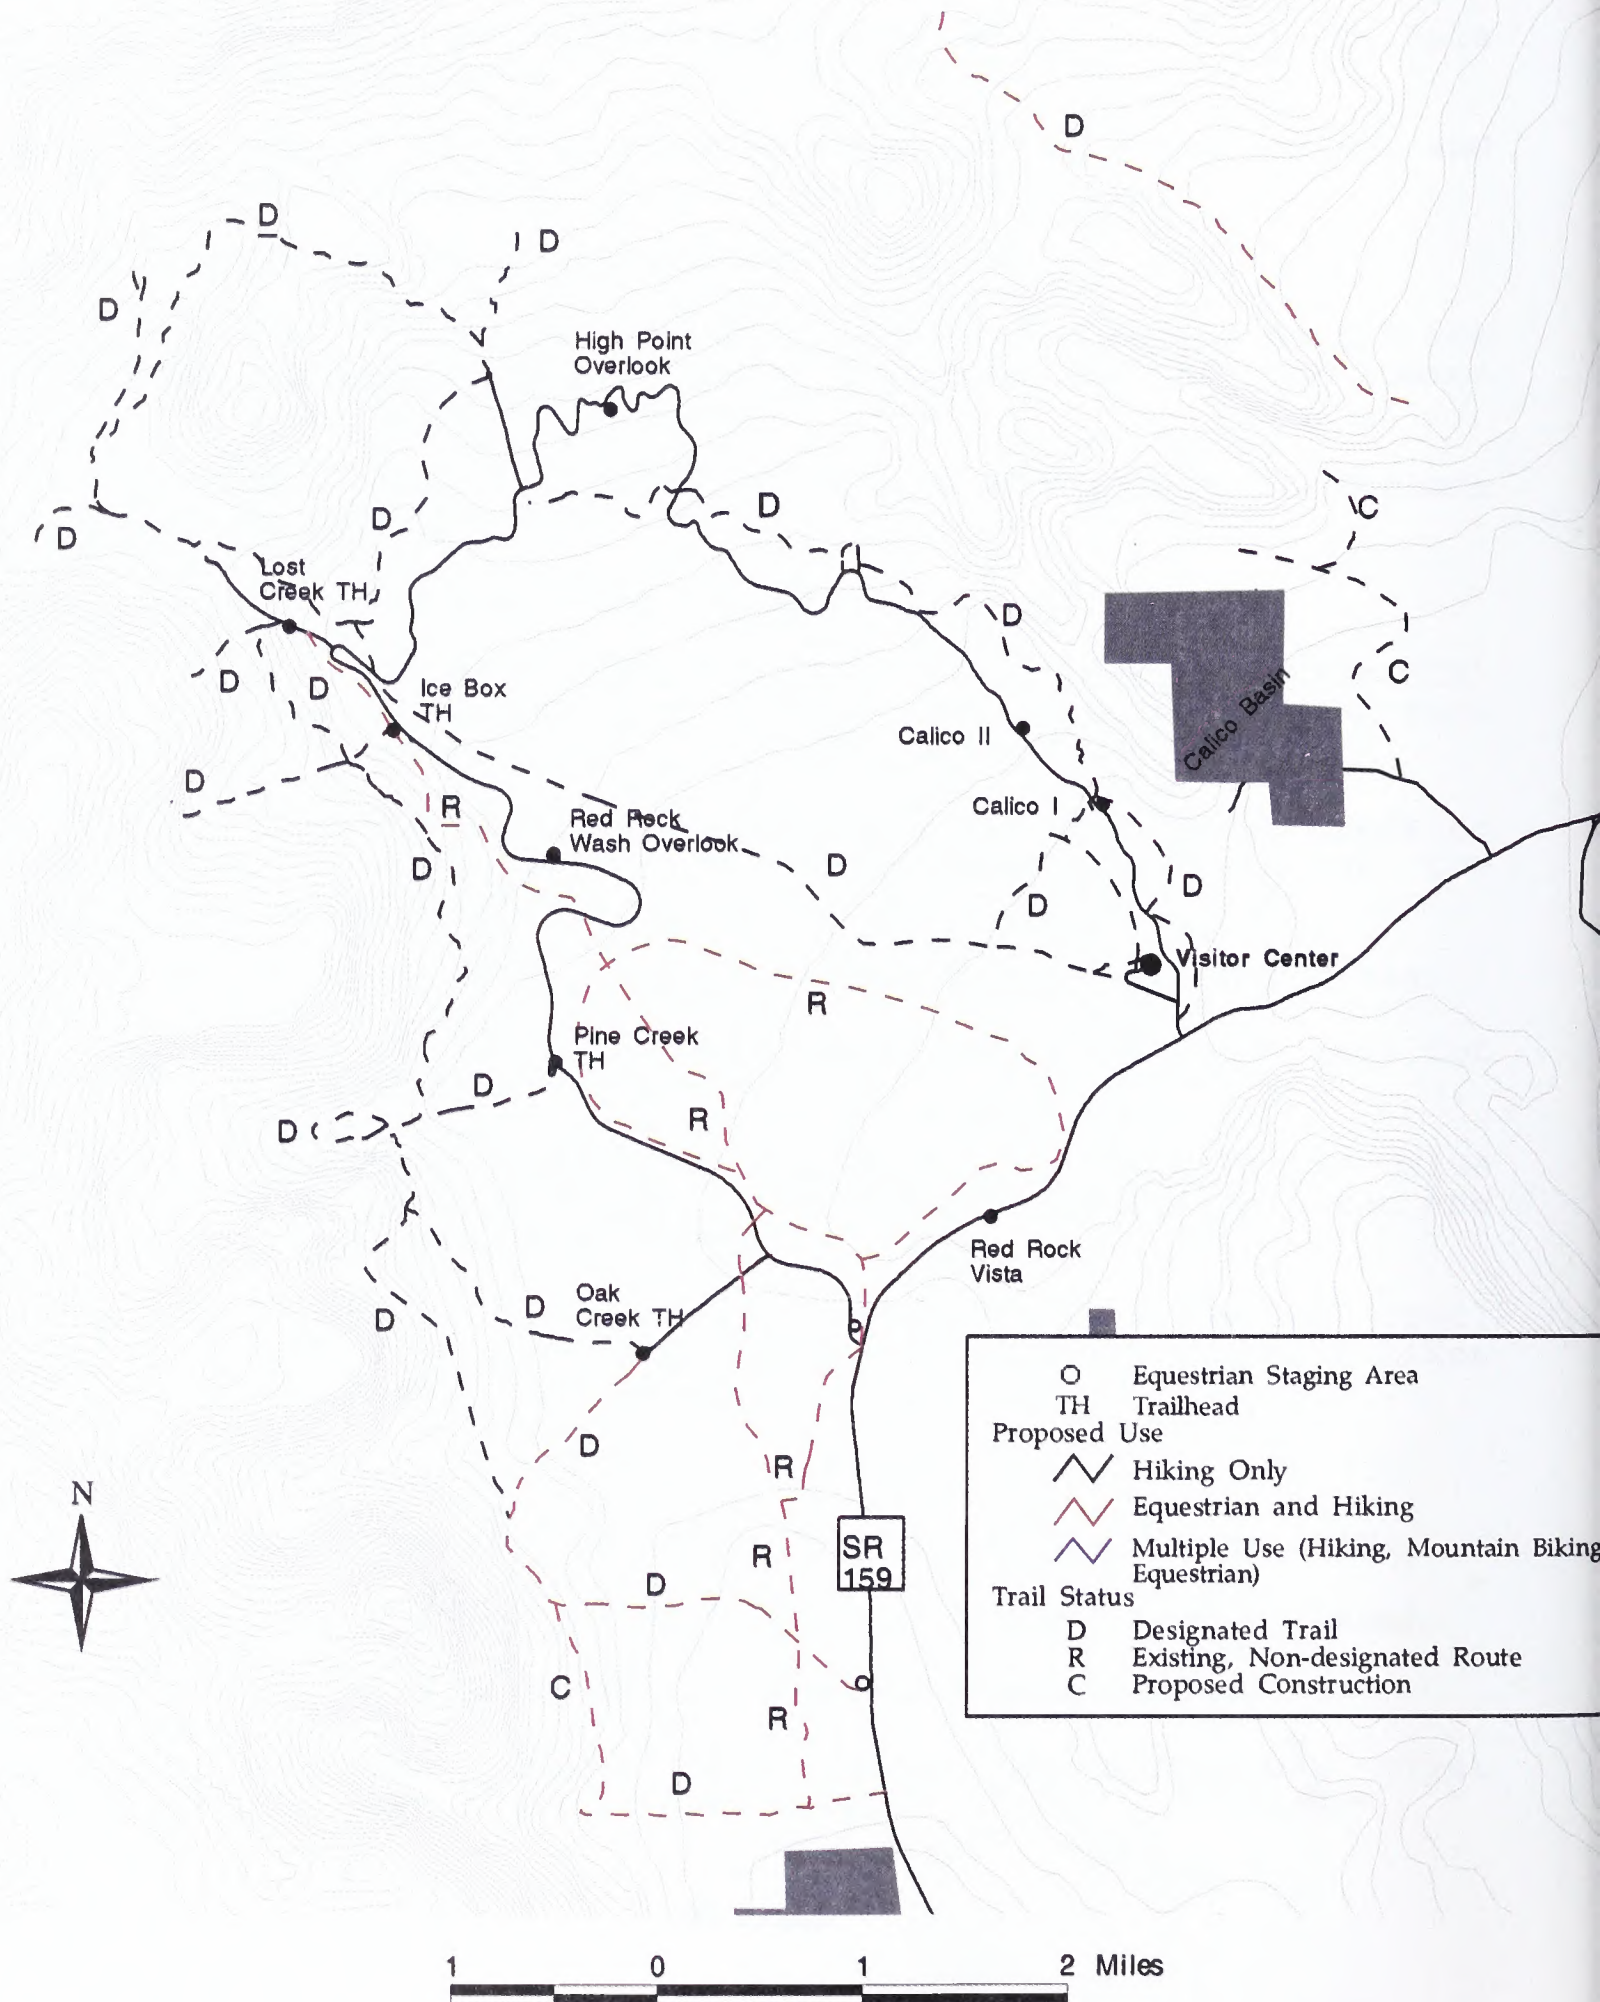 D
D
D
D
High Point
Overlook
D
D
C
D
D
Lost
Creek TH
D
D
D
C
Ice Box
TH
Calico II
Calico Basin
D
Calico I
R
Red Rock
Wash Overlook
D
D
D
D
Visitor Center
R
Pine Creek
TH
D
R
D
Red Rock
Vista
Oak
Creek TH
D
D
O Equestrian Staging Area
TH Trailhead
Proposed Use
Hiking Only
Equestrian and Hiking
Multiple Use (Hiking, Mountain Biking
Equestrian)
Trail Status
D Designated Trail
R Existing, Non-designated Route
C Proposed Construction
D
R
N
SR
159
R
D
C
R
D
1 0 1 2 Miles